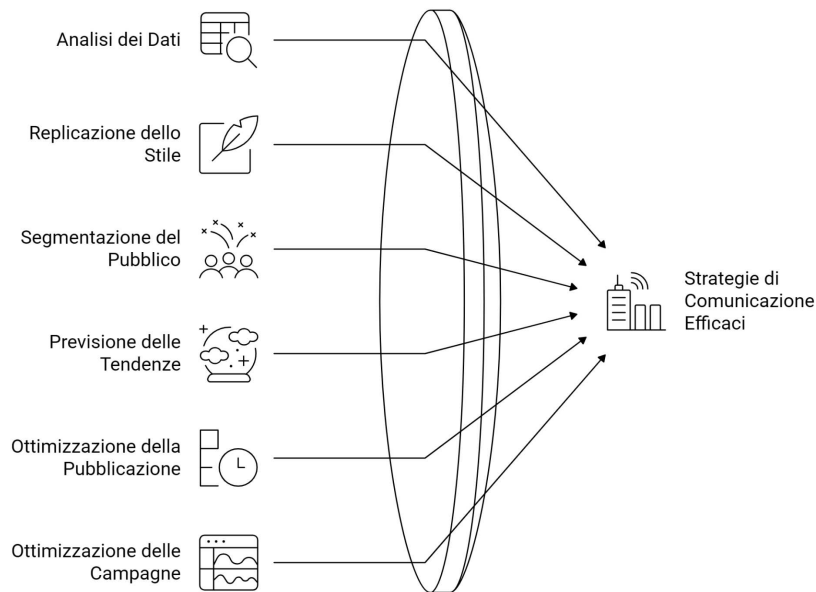 Analisi dei Dati
Replicazione dello
Stile
Segmentazione del
Pubblico
Previsione delle
Tendenze
Ottimizzazione della
Pubblicazione
Ottimizzazione delle
Campagne
Strategie di
Comunicazione
Efficaci